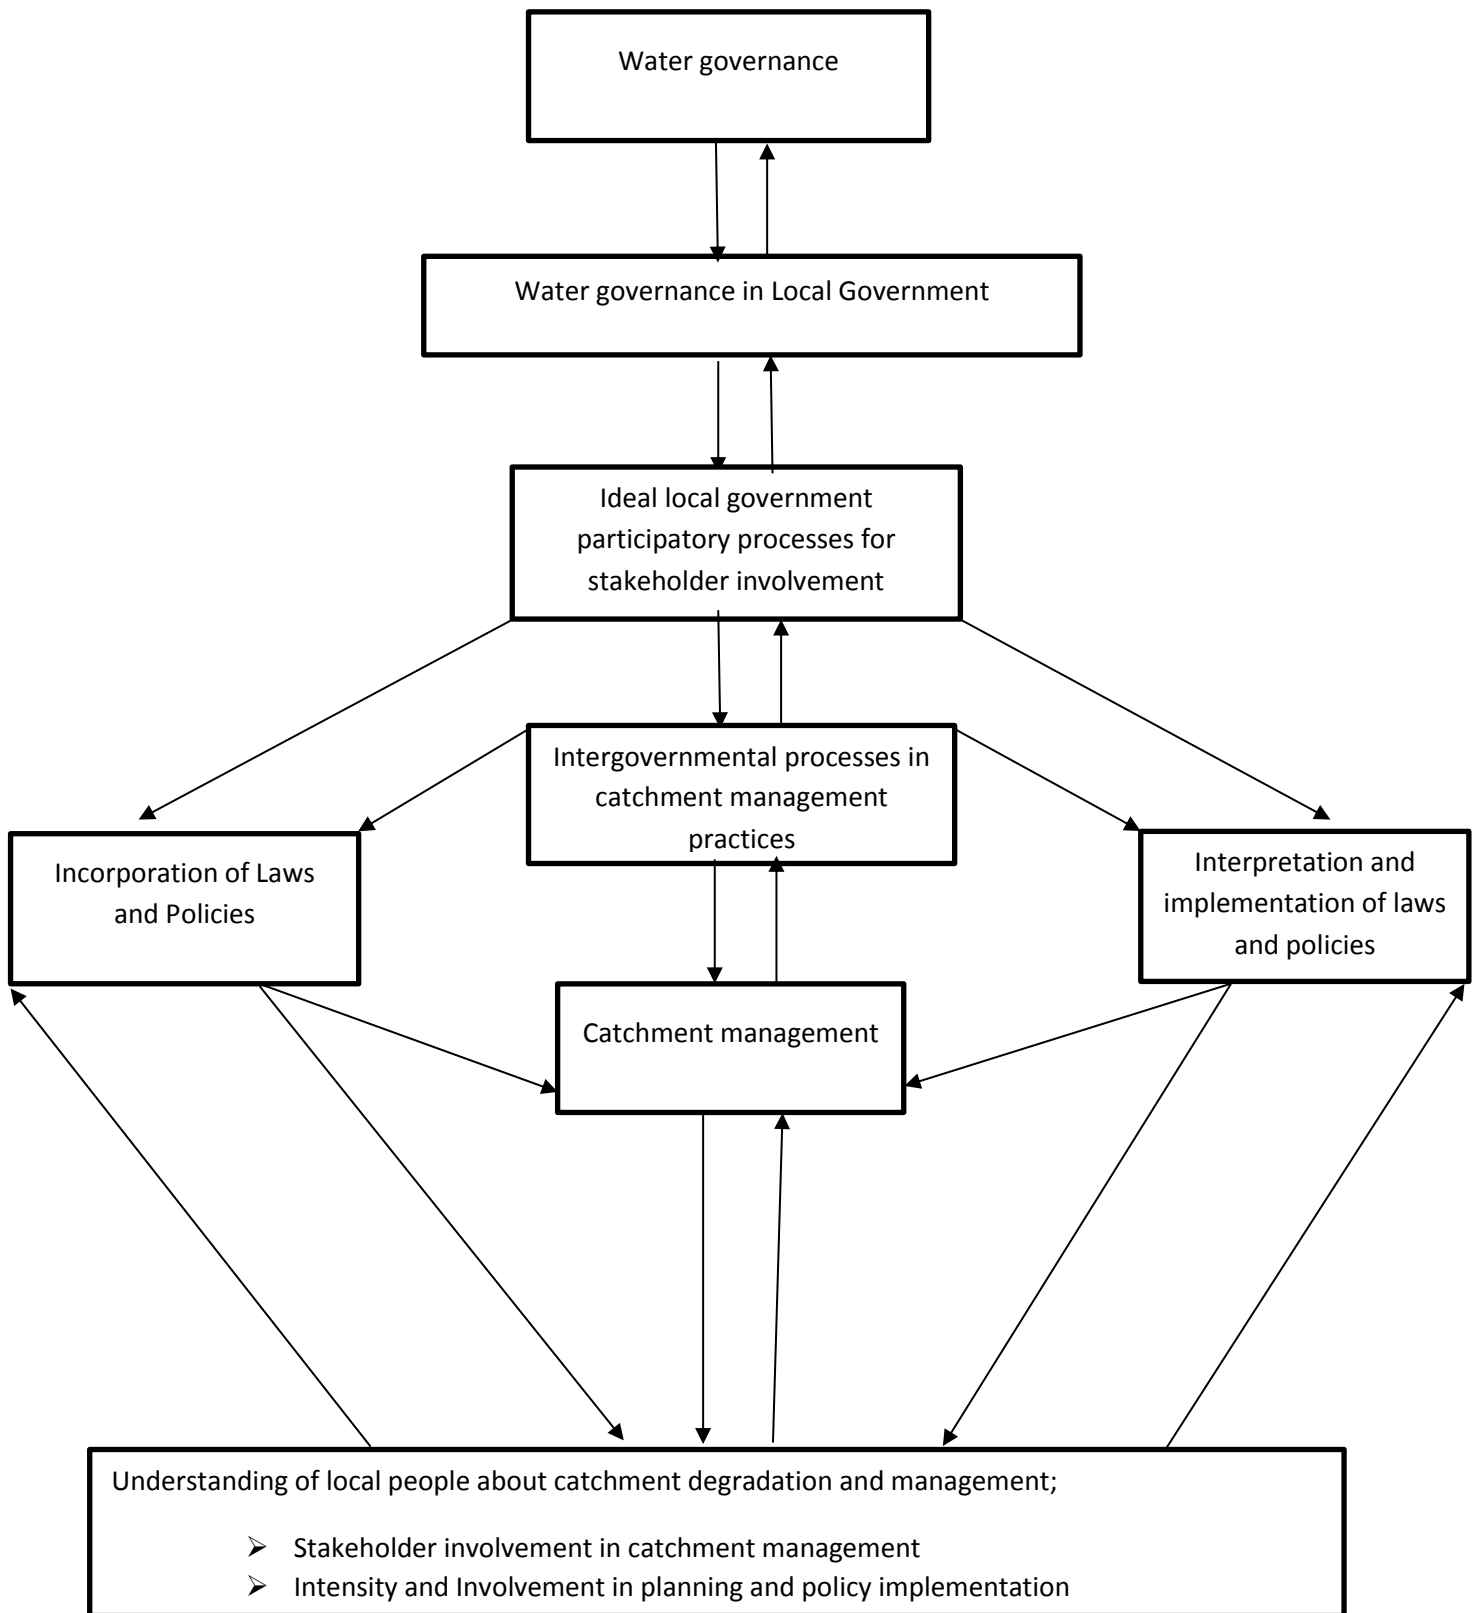 Water governance
Water governance in Local Government
Ideal local government
participatory processes for
stakeholder involvement
Intergovernmental processes in
catchment management
practices
Incorporation of Laws
and Policies
Interpretation and
implementation of laws
and policies
Catchment management
Understanding of local people about catchment degradation and management;
➢ Stakeholder involvement in catchment management
➢ Intensity and Involvement in planning and policy implementation